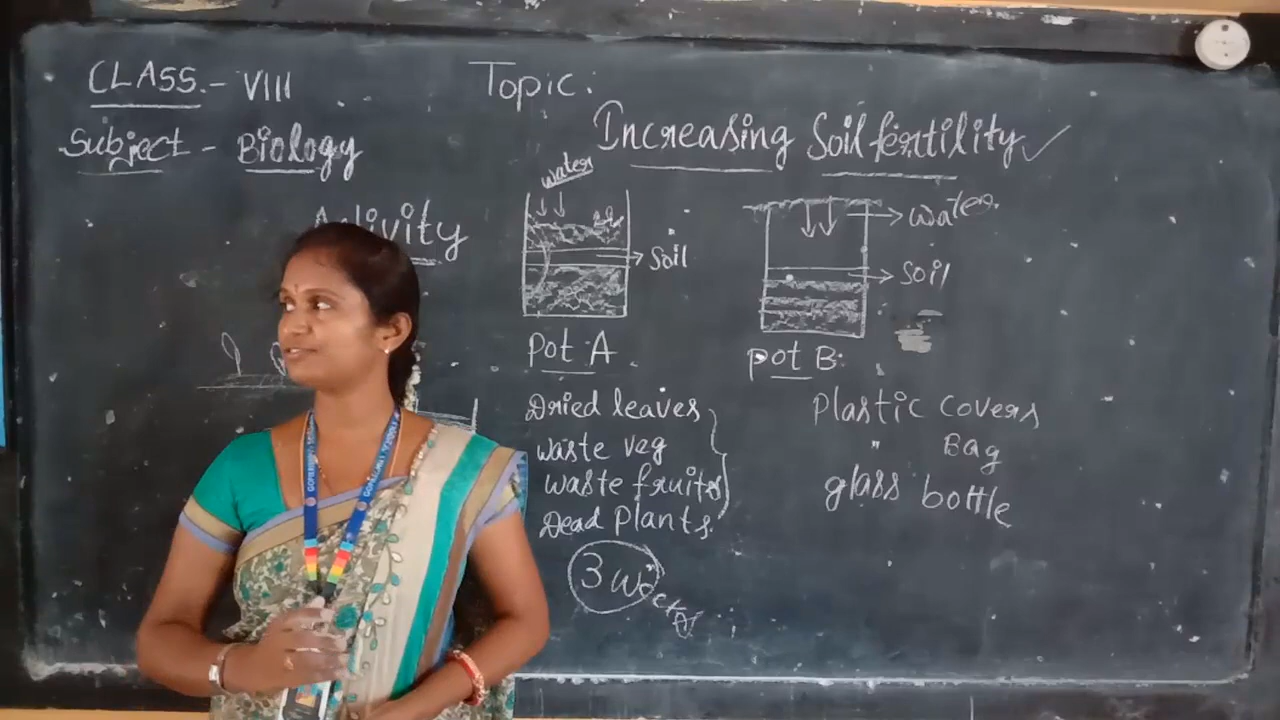 CLASS.- VIII
Subject - Biology
Topic:
Increasing Soil fertility ✓
Activity
water
Soil
Pot A
Dried leaves
waste veg
waste fruits
Dead plants.
3 weeks
water
Soil
pot B:
Plastic covers
" Bag
glass bottle